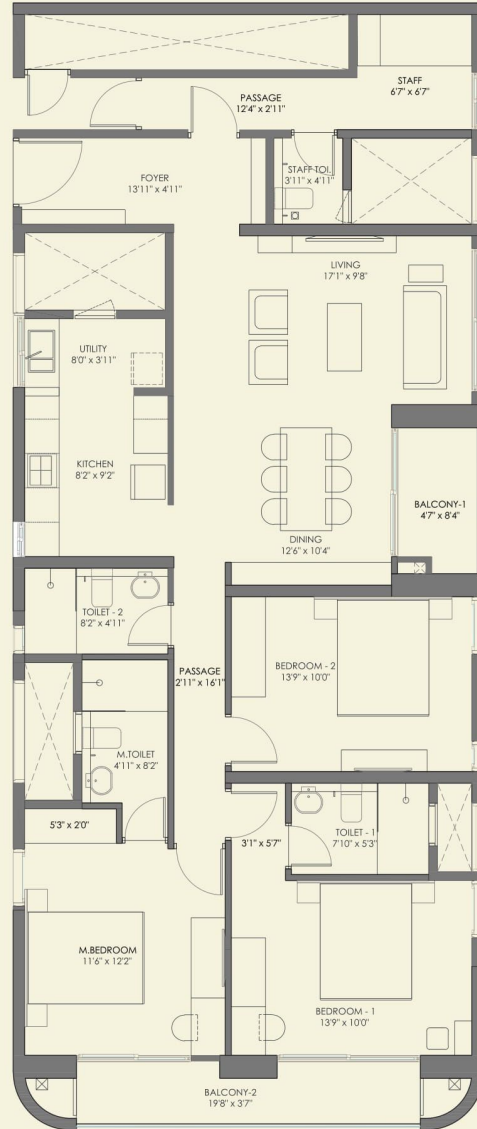 STAFF
6'7" x 6'7"
PASSAGE
12'4" x 2'11"
FOYER
13'11" x 4'11"
STAFF TOI.
3'11" x 4'11"
LIVING
17'1" x 9'8"
UTILITY
8'0" x 3'11"
KITCHEN
8'2" x 9'2"
BALCONY-1
4'7" x 8'4"
DINING
12'6" x 10'4"
TOILET - 2
8'2" x 4'11"
PASSAGE
2'11" x 16'1"
BEDROOM - 2
13'9" x 10'0"
M.TOILET
4'11" x 8'2"
5'3" x 2'0"
3'1" x 5'7"
TOILET - 1
7'10" x 5'3"
M.BEDROOM
11'6" x 12'2"
BEDROOM - 1
13'9" x 10'0"
BALCONY-2
19'8" x 3'7"